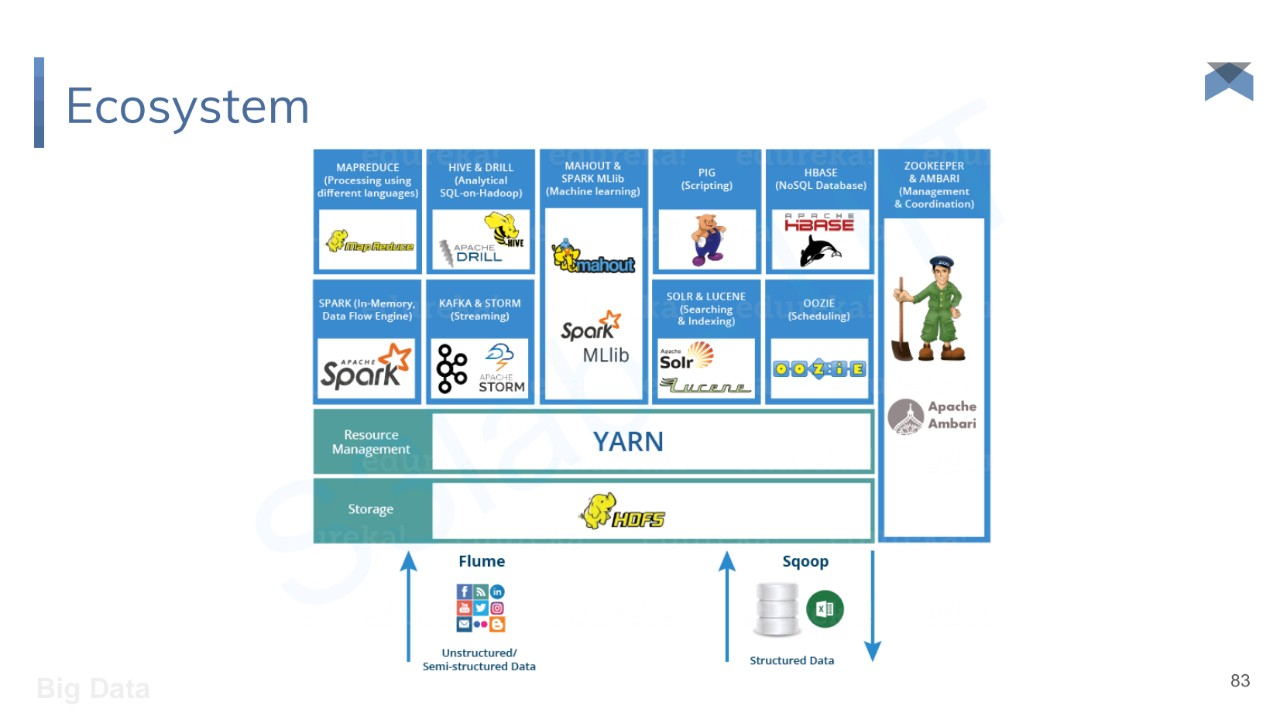 Ecosystem
MAPREDUCE
(Processing using
different languages)
Map Reduce
HIVE & DRILL
(Analytical
SQL-on-Hadoop)
HIVE
APACHE
DRILL
MAHOUT &
SPARK MLlib
(Machine learning)
mahout
Spark
MLlib
PIG
(Scripting)
HBASE
(NoSQL Database)
APACHE
HBASE
ZOOKEEPER
& AMBARI
(Management
& Coordination)
Apache
Ambari
SPARK (In-Memory,
Data Flow Engine)
APACHE
Spark
KAFKA & STORM
(Streaming)
APACHE
STORM
SOLR & LUCENE
(Searching
& Indexing)
Apache
Solr
Lucene
OOZIE
(Scheduling)
OOZiE
Resource
Management
YARN
Storage
HDFS
Flume
Unstructured/
Semi-structured Data
Sqoop
Structured Data
Big Data
83